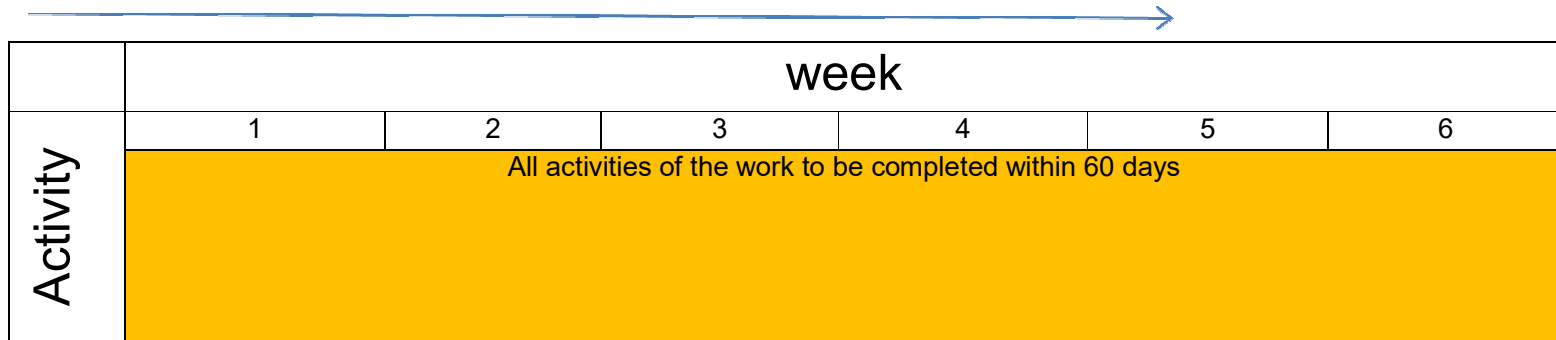 week
1 2 3 4 5 6
Activity
All activities of the work to be completed within 60 days